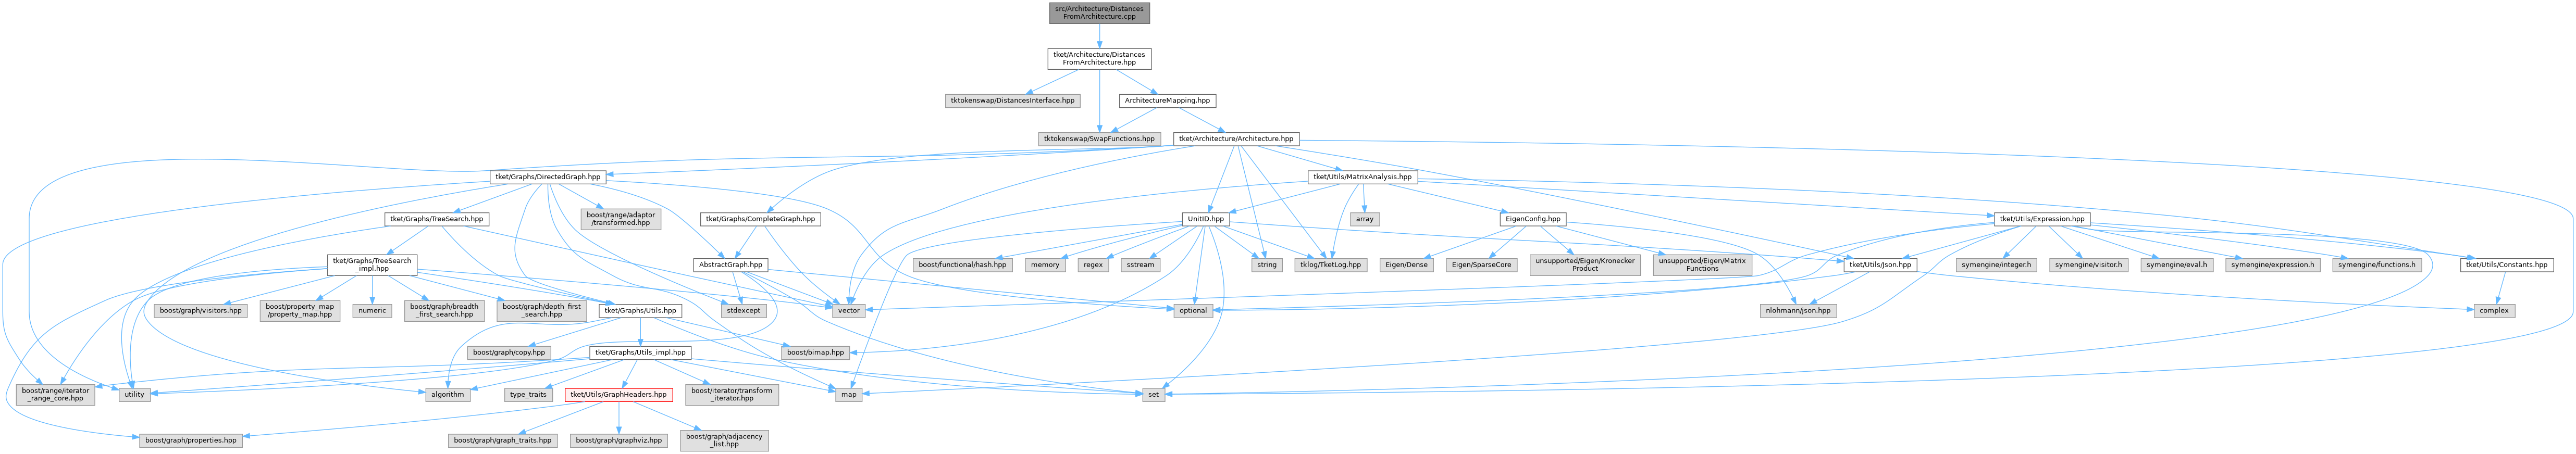 src/Architecture/Distances
FromArchitecture.cpp
tket/Architecture/Distances
FromArchitecture.hpp
tktokenswap/DistancesInterface.hpp
ArchitectureMapping.hpp
tktokenswap/SwapFunctions.hpp
tket/Architecture/Architecture.hpp
tket/Graphs/DirectedGraph.hpp
tket/Utils/MatrixAnalysis.hpp
tket/Graphs/TreeSearch.hpp
boost/range/adaptor
/transformed.hpp
tket/Graphs/CompleteGraph.hpp
UnitID.hpp
array
EigenConfig.hpp
tket/Utils/Expression.hpp
tket/Graphs/TreeSearch
_impl.hpp
AbstractGraph.hpp
boost/functional/hash.hpp
memory
regex
sstream
string
tklog/TketLog.hpp
Eigen/Dense
Eigen/SparseCore
unsupported/Eigen/Kronecker
Product
unsupported/Eigen/Matrix
Functions
tket/Utils/Json.hpp
symengine/integer.h
symengine/visitor.h
symengine/eval.h
symengine/expression.h
symengine/functions.h
tket/Utils/Constants.hpp
boost/graph/visitors.hpp
boost/property_map
/property_map.hpp
numeric
boost/graph/breadth
_first_search.hpp
boost/graph/depth_first
_search.hpp
tket/Graphs/Utils.hpp
stdexcept
vector
optional
nlohmann/json.hpp
complex
boost/graph/copy.hpp
tket/Graphs/Utils_impl.hpp
boost/bimap.hpp
boost/range/iterator
_range_core.hpp
utility
algorithm
type_traits
tket/Utils/GraphHeaders.hpp
boost/iterator/transform
_iterator.hpp
map
set
boost/graph/properties.hpp
boost/graph/graph_traits.hpp
boost/graph/graphviz.hpp
boost/graph/adjacency
_list.hpp